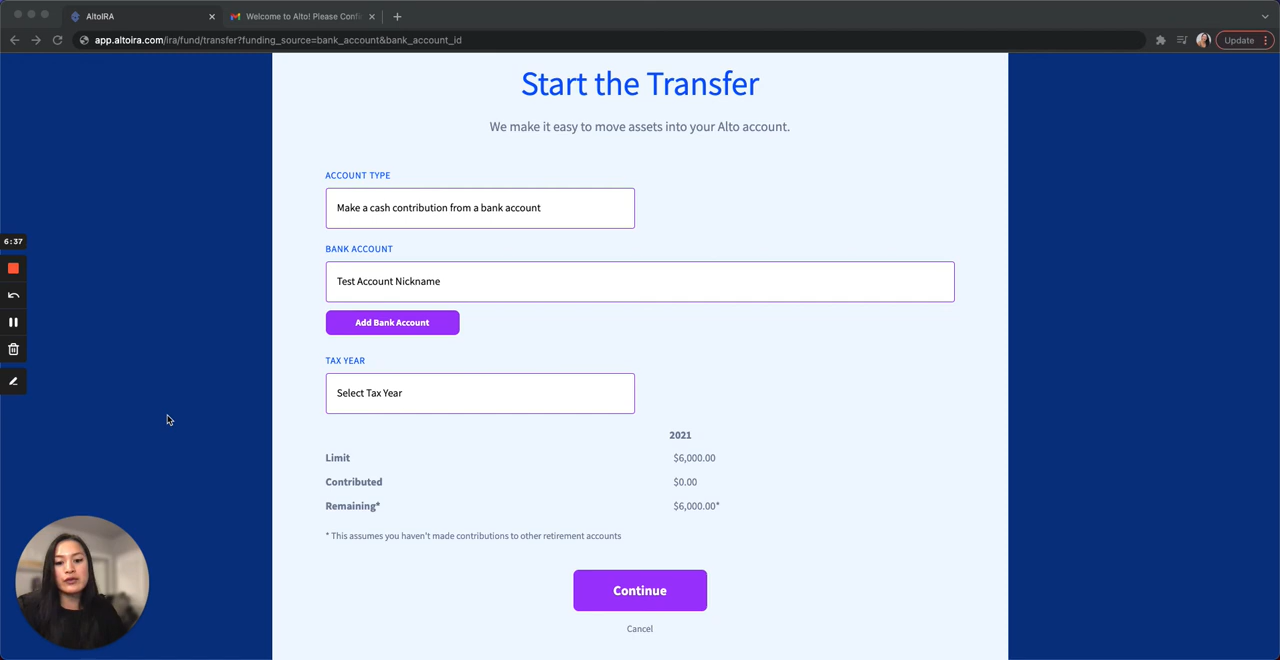 AltoIRA
Welcome to Alto! Please Confi
app.altoira.com/ira/fund/transfer?funding_source=bank_account&bank_account_id
Update
Start the Transfer
We make it easy to move assets into your Alto account.
ACCOUNT TYPE
Make a cash contribution from a bank account
6:37
BANK ACCOUNT
Test Account Nickname
Add Bank Account
TAX YEAR
Select Tax Year
2021
Limit $6,000.00
Contributed $0.00
Remaining* $6,000.00*
* This assumes you haven't made contributions to other retirement accounts
Continue
Cancel